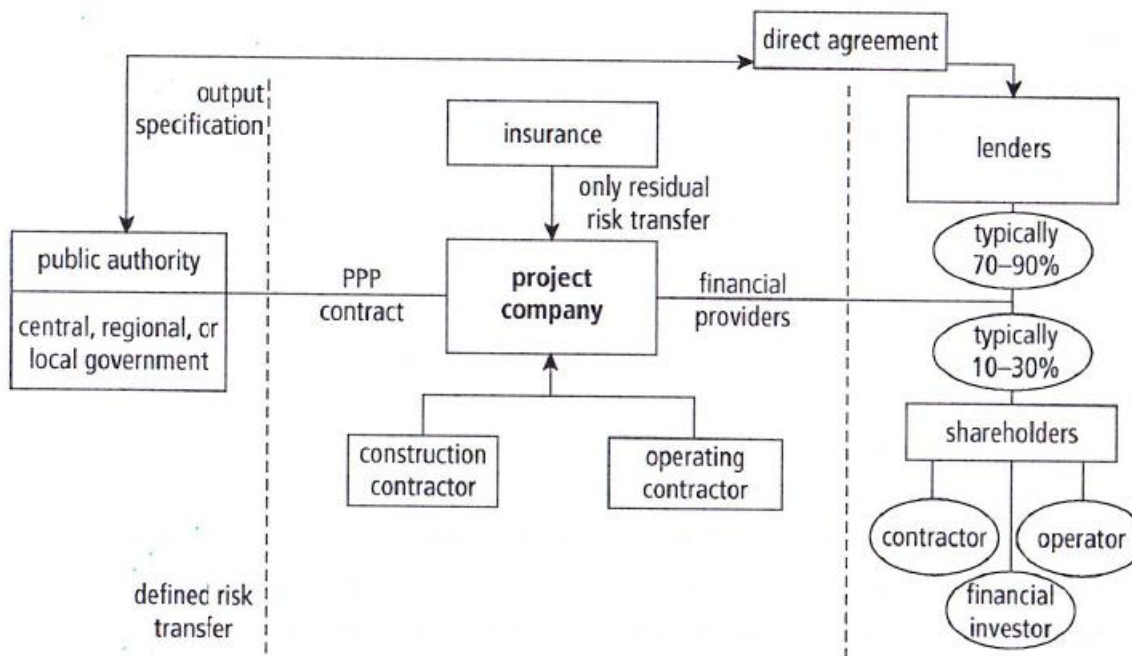 direct agreement
output
specification
insurance
lenders
only residual
risk transfer
typically
70–90%
public authority
PPP
contract
project
company
financial
providers
central, regional, or
local government
typically
10–30%
shareholders
construction
contractor
operating
contractor
contractor
operator
defined risk
transfer
financial
investor